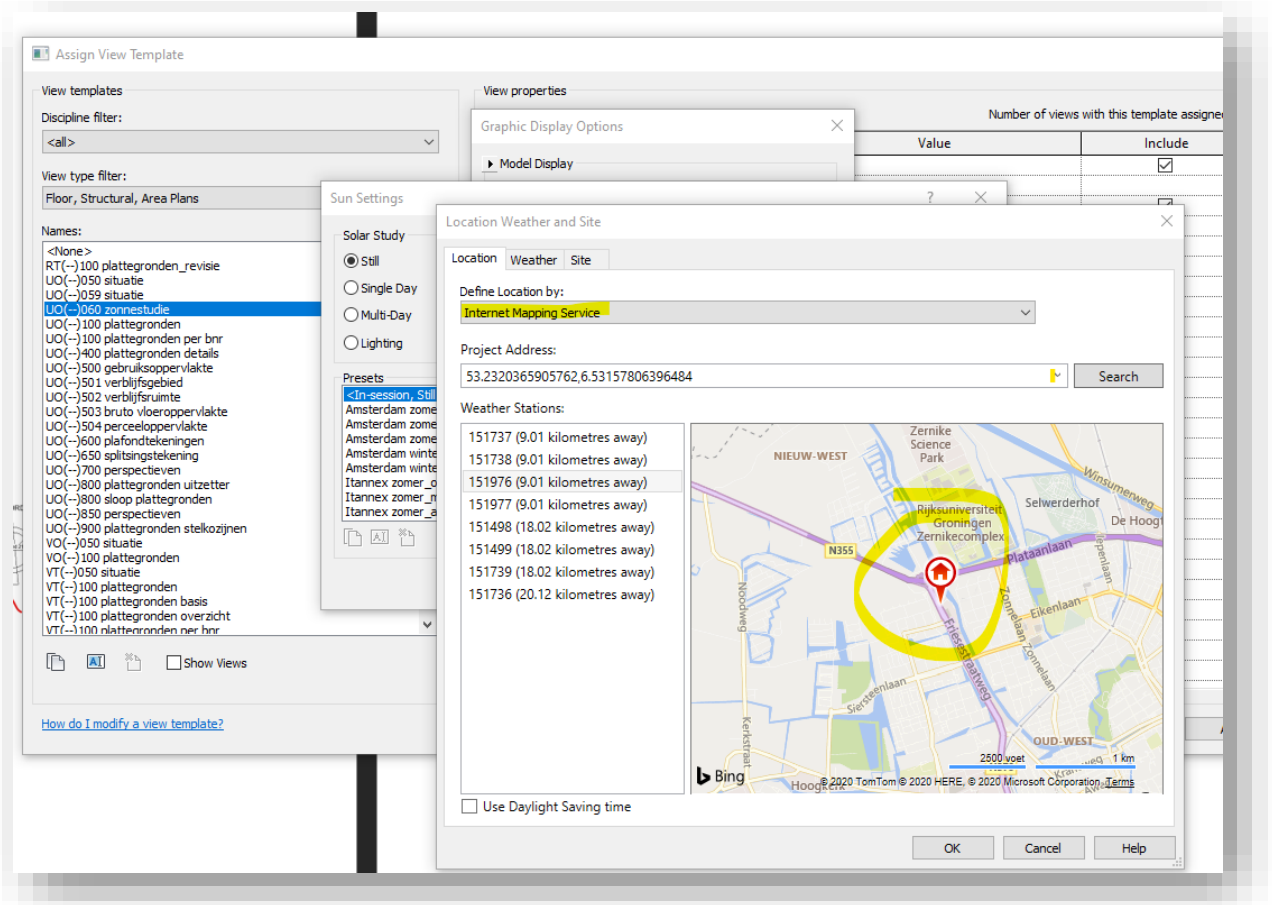 Assign View Template
View templates
Discipline filter:
<all>
View type filter:
Floor, Structural, Area Plans
Names:
<None>
RT(--)100 plattegronden_revisie
UO(--)050 situatie
UO(--)059 situatie
UO(--)060 zonnestudie
UO(--)100 plattegronden
UO(--)100 plattegronden per bnr
UO(--)400 plattegronden details
UO(--)500 gebruiksoppervlakte
UO(--)501 verblijfsgebied
UO(--)502 verblijfsruimte
UO(--)503 bruto vloeroppervlakte
UO(--)504 perceeloppervlakte
UO(--)600 plafondtekeningen
UO(--)650 splitsingstekening
UO(--)700 perspectieven
UO(--)800 plattegronden uitzetter
UO(--)800 sloop plattegronden
UO(--)850 perspectieven
UO(--)900 plattegronden stelkozijnen
VO(--)050 situatie
VO(--)100 plattegronden
VT(--)050 situatie
VT(--)100 plattegronden
VT(--)100 plattegronden basis
VT(--)100 plattegronden overzicht
VT(--)100 plattegronden per bnr
Show Views
How do I modify a view template?
View properties
Number of views with this template assigned
Value
Include
Graphic Display Options
Model Display
Sun Settings
?
Solar Study
Still
Single Day
Multi-Day
Lighting
Presets
<In-session, Still
Amsterdam zome
Amsterdam zome
Amsterdam zome
Amsterdam winte
Amsterdam winte
Itannex zomer_o
Itannex zomer_m
Itannex zomer_a
Location Weather and Site
Location
Weather
Site
Define Location by:
Internet Mapping Service
Project Address:
53.2320365905762,6.53157806396484
Search
Weather Stations:
151737 (9.01 kilometres away)
151738 (9.01 kilometres away)
151976 (9.01 kilometres away)
151977 (9.01 kilometres away)
151498 (18.02 kilometres away)
151499 (18.02 kilometres away)
151739 (18.02 kilometres away)
151736 (20.12 kilometres away)
Zernike
Science
Park
NIEUW-WEST
Winsumerweg
Selwerderhof
De Hoogt
Rijksuniversiteit
Groningen
Zernikecomplex
N355
Plataanlaan
Iepenlaan
Noodweg
Zonnelaan
Eikenlaan
Zonnelaan
Friesestraatweg
Siersteenlaan
Kerkstraat
OUD-WEST
2500 voet
1 km
Bing
Hoogkerk
© 2020 TomTom © 2020 HERE, © 2020 Microsoft Corporation Terms
Use Daylight Saving time
OK
Cancel
Help